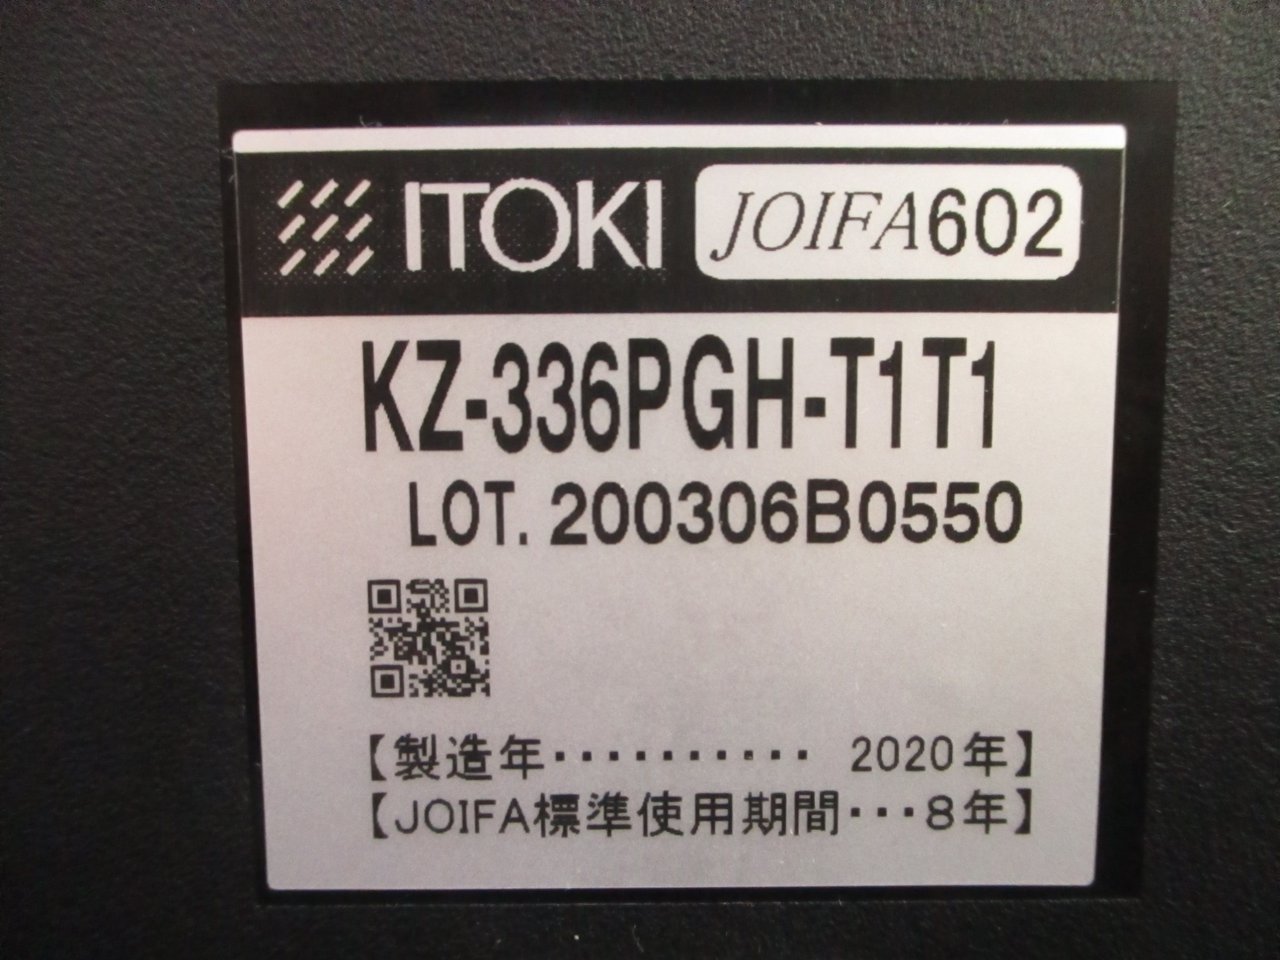 ITOKI JOIFA602
KZ-336PGH-T1T1
LOT. 200306B0550
【製造年･･････････ 2020年】
【JOIFA標準使用期間･･･8年】